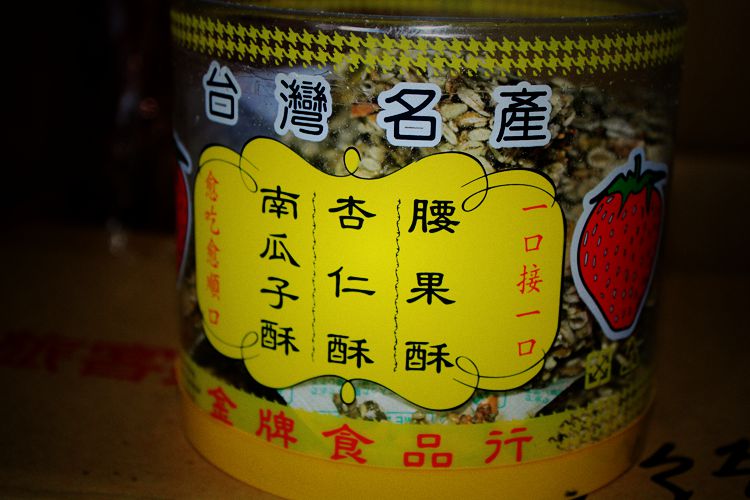 台灣名產
一口接一口
腰果酥
杏仁酥
南瓜子酥
愈吃愈順口
金牌食品行